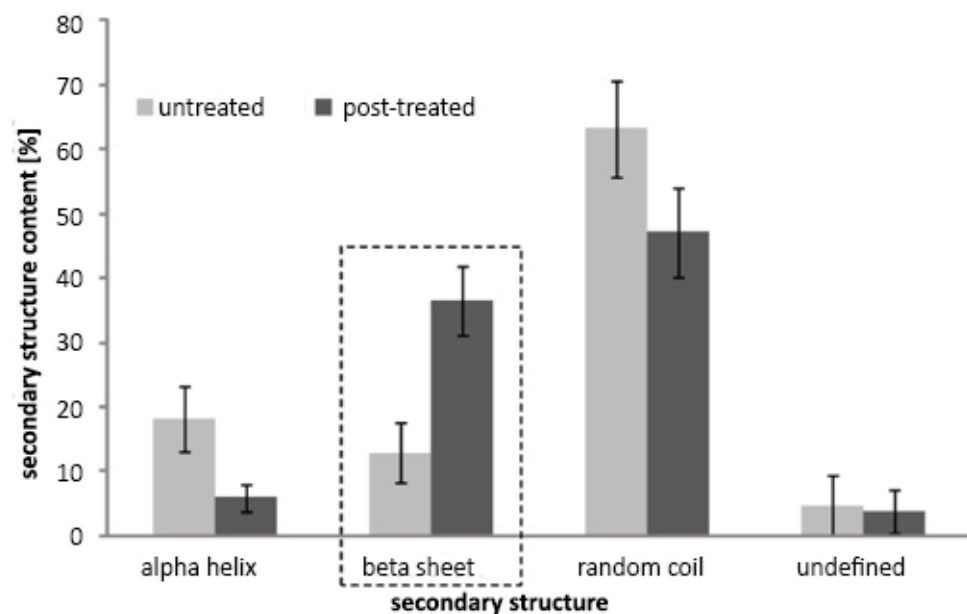 80
70
untreated post-treated
60
50
40
30
20
10
0
secondary structure content [%]
alpha helix beta sheet random coil undefined
secondary structure